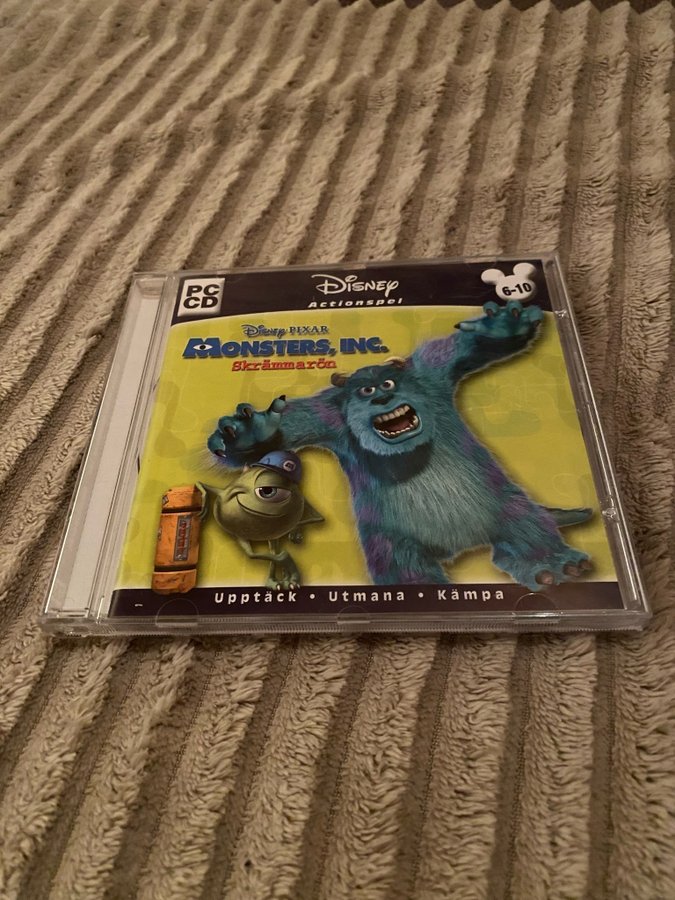 PC
CD
Disney
Actionspel
6-10
Disney PIXAR
MONSTERS, INC.
Skrämmarön
Upptäck • Utmana • Kämpa